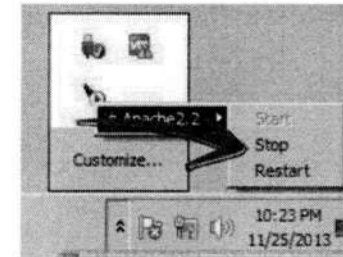 Apache2.2
Start
Customize...
Stop
Restart
10:23 PM
11/25/2013